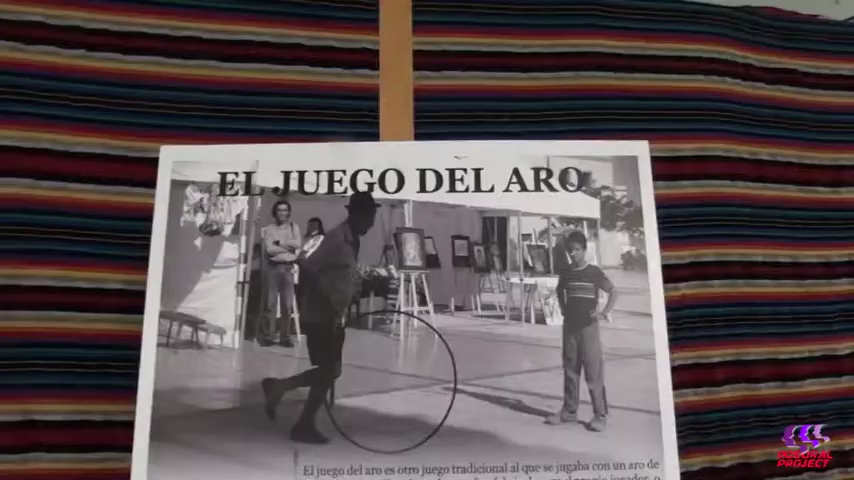 EL JUEGO DEL ARO
El juego del aro es otro juego tradicional al que se jugaba con un aro de
PROJECT